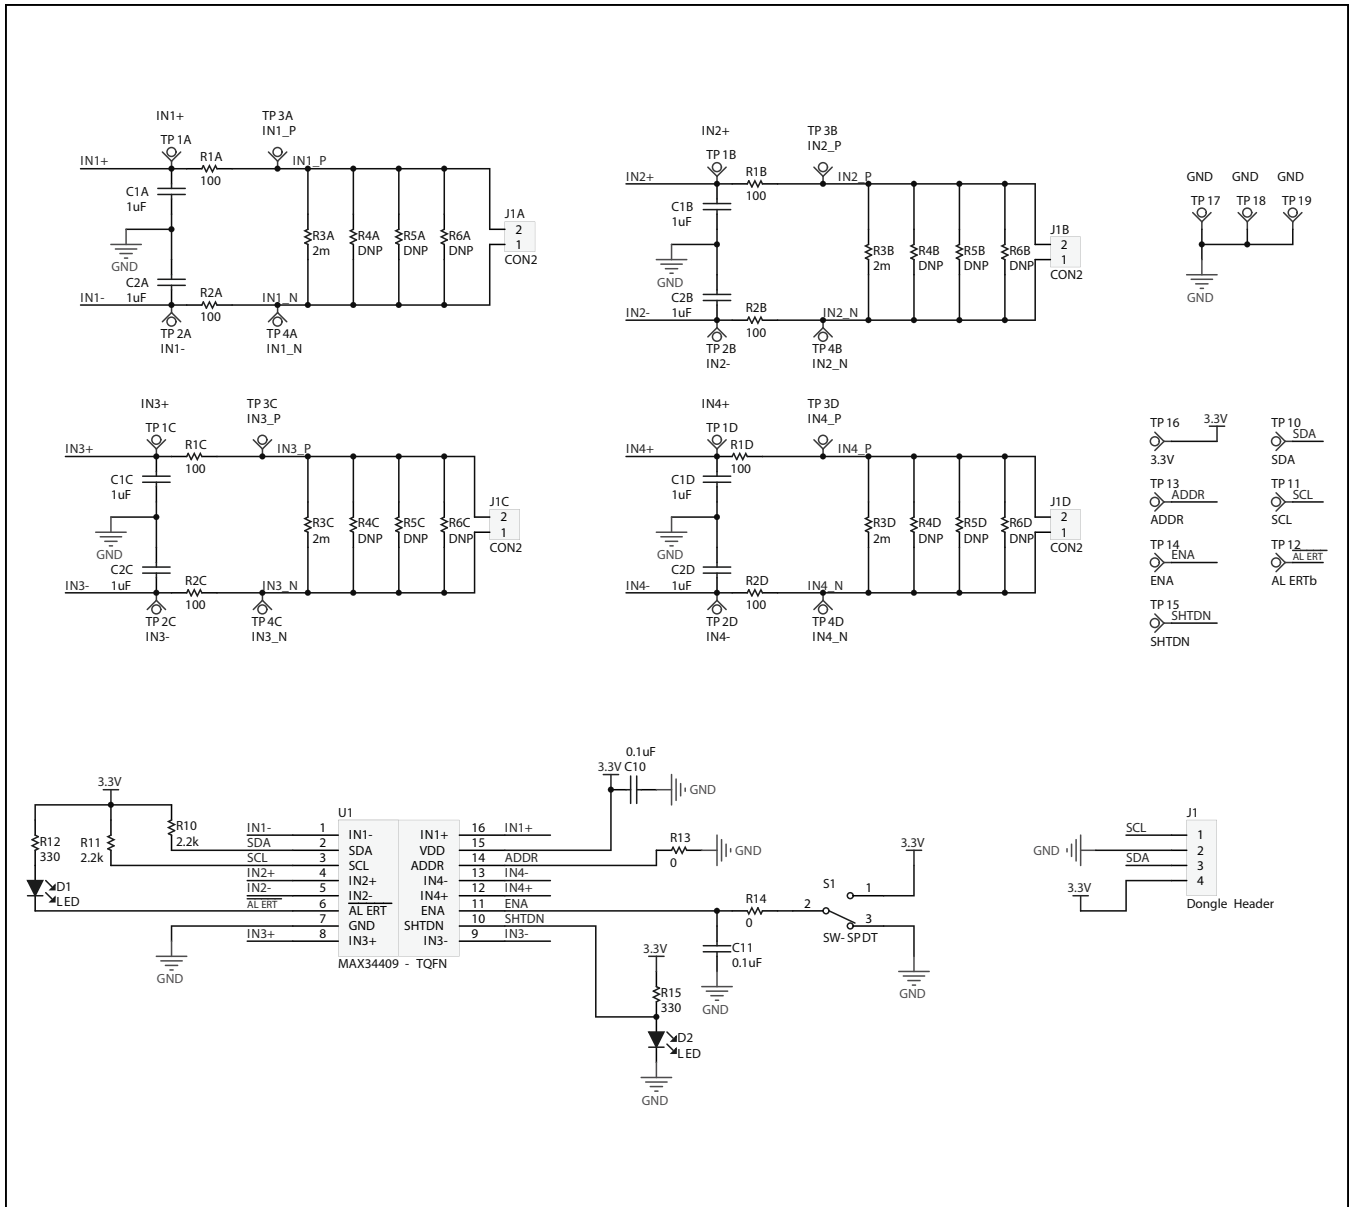 IN1+
TP 1A
TP 3A
IN1_P
IN1+
R1A
100
IN1_P
C1A
1uF
GND
C2A
1uF
R3A
2m
R4A
DNP
R5A
DNP
R6A
DNP
J1A
2
1
CON2
IN1-
R2A
100
IN1_N
TP 2A
IN1-
TP 4A
IN1_N
IN2+
TP 1B
TP 3B
IN2_P
IN2+
R1B
100
IN2_P
C1B
1uF
GND
C2B
1uF
R3B
2m
R4B
DNP
R5B
DNP
R6B
DNP
J1B
2
1
CON2
IN2-
R2B
100
IN2_N
TP 2B
IN2-
TP 4B
IN2_N
GND GND GND
TP 17 TP 18 TP 19
GND
IN3+
TP 1C
TP 3C
IN3_P
IN3+
R1C
100
IN3_P
C1C
1uF
GND
C2C
1uF
R3C
2m
R4C
DNP
R5C
DNP
R6C
DNP
J1C
2
1
CON2
IN3-
R2C
100
IN3_N
TP 2C
IN3-
TP 4C
IN3_N
IN4+
TP 1D
TP 3D
IN4_P
IN4+
R1D
100
IN4_P
C1D
1uF
GND
C2D
1uF
R3D
2m
R4D
DNP
R5D
DNP
R6D
DNP
J1D
2
1
CON2
IN4-
R2D
100
IN4_N
TP 2D
IN4-
TP 4D
IN4_N
TP 16
3.3V
3.3V
TP 10
SDA
SDA
TP 13
ADDR
ADDR
TP 11
SCL
SCL
TP 14
ENA
ENA
TP 12
AL ERT
AL ERTb
TP 15
SHTDN
SHTDN
3.3V
R12
330
R11
2.2k
R10
2.2k
D1
LED
GND
U1
IN1- 1 IN1-
SDA 2 SDA
SCL 3 SCL
IN2+ 4 IN2+
IN2- 5 IN2-
AL ERT 6 AL ERT
7 GND
IN3+ 8 IN3+
IN1+ 16 IN1+
VDD 15
ADDR 14 ADDR
IN4- 13 IN4-
IN4+ 12 IN4+
ENA 11 ENA
SHTDN 10 SHTDN
IN3- 9 IN3-
MAX34409 - TQFN
0.1uF
3.3V C10
GND
R13
0
GND
R14
0
C11
0.1uF
GND
3.3V
R15
330
D2
LED
GND
S1
1
2
3
SW- SPDT
3.3V
GND
J1
SCL 1
GND 2
SDA 3
3.3V 4
Dongle Header